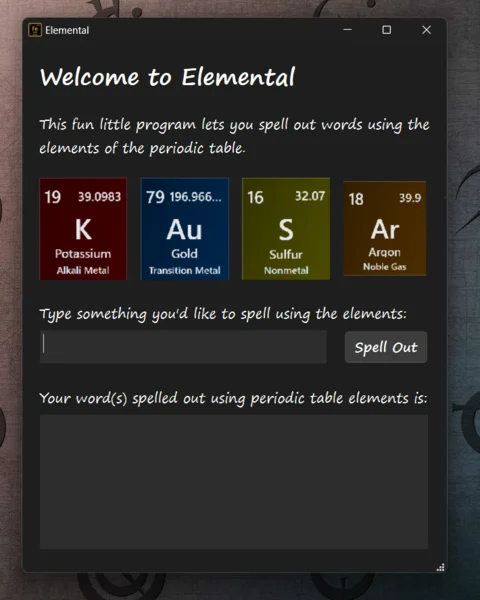 Elemental
Welcome to Elemental
This fun little program lets you spell out words using the
elements of the periodic table.
19 39.0983
K
Potassium
Alkali Metal
79 196.966...
Au
Gold
Transition Metal
16 32.07
S
Sulfur
Nonmetal
18 39.9
Ar
Argon
Noble Gas
Type something you'd like to spell using the elements:
Spell Out
Your word(s) spelled out using periodic table elements is: